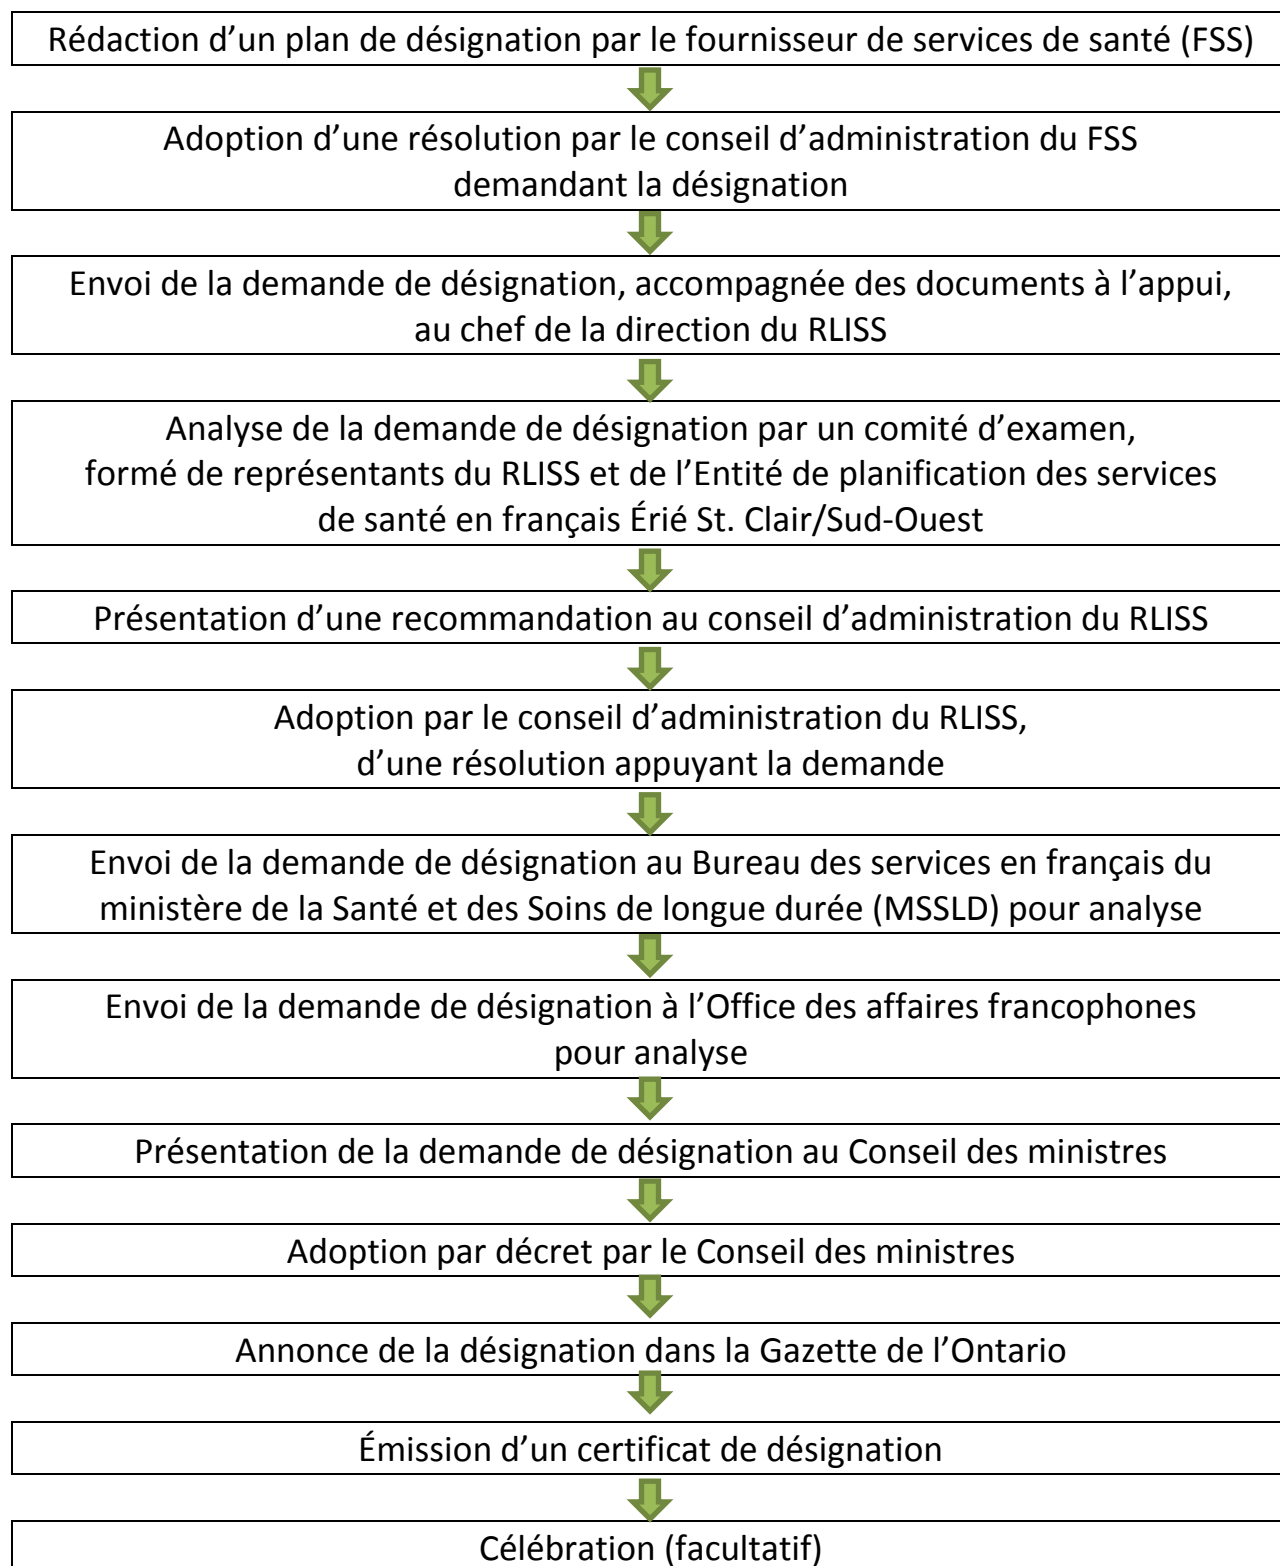 Rédaction d’un plan de désignation par le fournisseur de services de santé (FSS)
Adoption d’une résolution par le conseil d’administration du FSS
demandant la désignation
Envoi de la demande de désignation, accompagnée des documents à l’appui,
au chef de la direction du RLISS
Analyse de la demande de désignation par un comité d’examen,
formé de représentants du RLISS et de l’Entité de planification des services
de santé en français Érié St. Clair/Sud-Ouest
Présentation d’une recommandation au conseil d’administration du RLISS
Adoption par le conseil d’administration du RLISS,
d’une résolution appuyant la demande
Envoi de la demande de désignation au Bureau des services en français du
ministère de la Santé et des Soins de longue durée (MSSLD) pour analyse
Envoi de la demande de désignation à l’Office des affaires francophones
pour analyse
Présentation de la demande de désignation au Conseil des ministres
Adoption par décret par le Conseil des ministres
Annonce de la désignation dans la Gazette de l’Ontario
Émission d’un certificat de désignation
Célébration (facultatif)